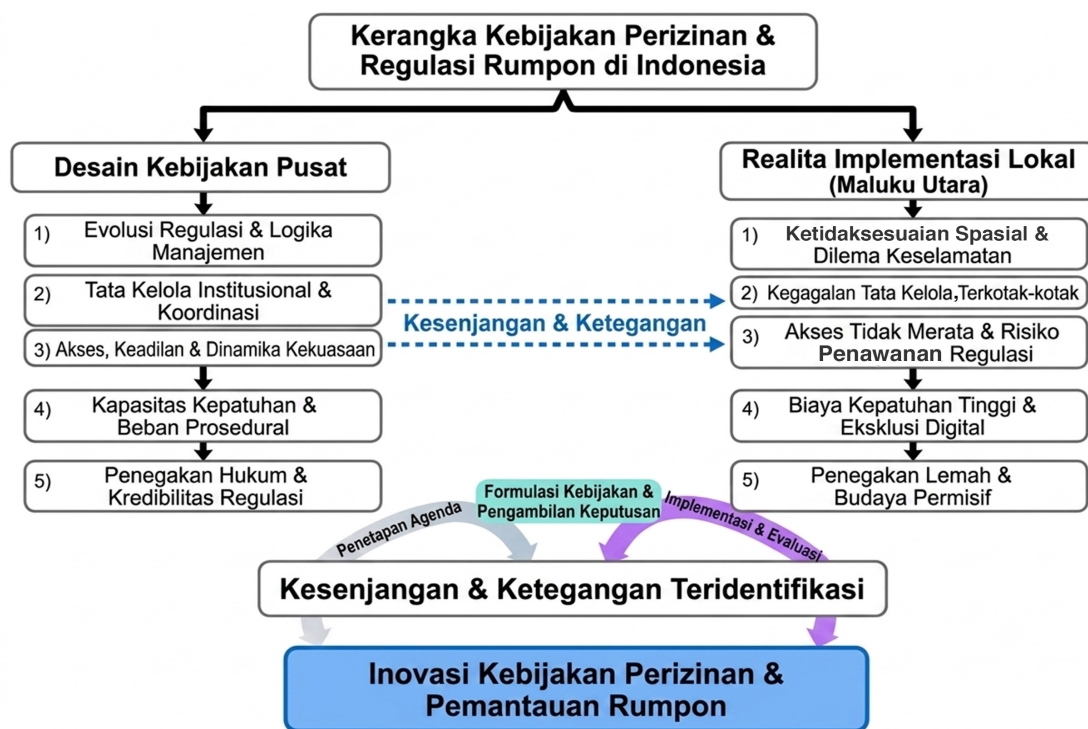 Kerangka Kebijakan Perizinan &
Regulasi Rumpon di Indonesia
Desain Kebijakan Pusat
1) Evolusi Regulasi & Logika
Manajemen
2) Tata Kelola Institusional &
Koordinasi
3) Akses, Keadilan & Dinamika Kekuasaan
4) Kapasitas Kepatuhan &
Beban Prosedural
5) Penegakan Hukum &
Kredibilitas Regulasi
Kesenjangan & Ketegangan
Realita Implementasi Lokal
(Maluku Utara)
1) Ketidaksesuaian Spasial &
Dilema Keselamatan
2) Kegagalan Tata Kelola,Terkotak-kotak
3) Akses Tidak Merata & Risiko
Penawanan Regulasi
4) Biaya Kepatuhan Tinggi &
Eksklusi Digital
5) Penegakan Lemah &
Budaya Permisif
Penetapan Agenda
Formulasi Kebijakan &
Pengambilan Keputusan
Implementasi & Evaluasi
Kesenjangan & Ketegangan Teridentifikasi
Inovasi Kebijakan Perizinan &
Pemantauan Rumpon